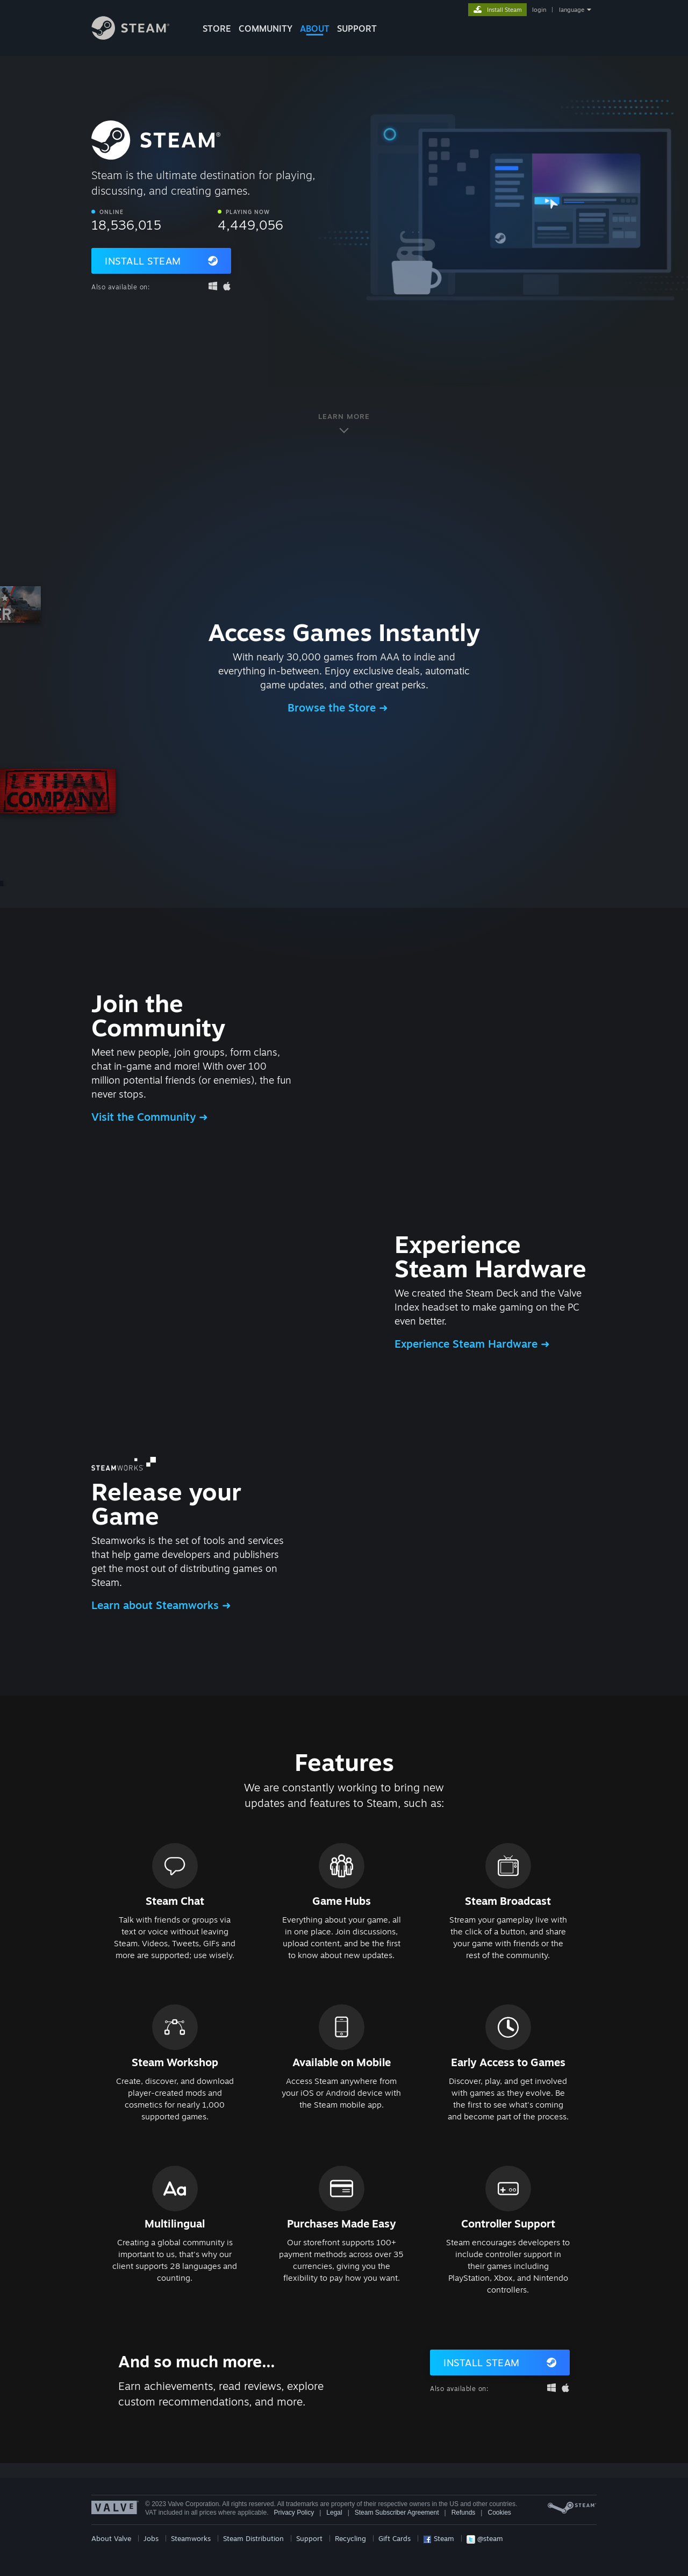 Install Steam login | language
STEAM® STORE COMMUNITY ABOUT SUPPORT
STEAM®
Steam is the ultimate destination for playing,
discussing, and creating games.
ONLINE PLAYING NOW
18,536,015 4,449,056
INSTALL STEAM
Also available on:
LEARN MORE
ER
Access Games Instantly
With nearly 30,000 games from AAA to indie and
everything in-between. Enjoy exclusive deals, automatic
game updates, and other great perks.
Browse the Store ➔
LETHAL
COMPANY
Join the
Community
Meet new people, join groups, form clans,
chat in-game and more! With over 100
million potential friends (or enemies), the fun
never stops.
Visit the Community ➔
Experience
Steam Hardware
We created the Steam Deck and the Valve
Index headset to make gaming on the PC
even better.
Experience Steam Hardware ➔
STEAMWORKS
Release your
Game
Steamworks is the set of tools and services
that help game developers and publishers
get the most out of distributing games on
Steam.
Learn about Steamworks ➔
Features
We are constantly working to bring new
updates and features to Steam, such as:
Steam Chat
Talk with friends or groups via
text or voice without leaving
Steam. Videos, Tweets, GIFs and
more are supported; use wisely.
Game Hubs
Everything about your game, all
in one place. Join discussions,
upload content, and be the first
to know about new updates.
Steam Broadcast
Stream your gameplay live with
the click of a button, and share
your game with friends or the
rest of the community.
Steam Workshop
Create, discover, and download
player-created mods and
cosmetics for nearly 1,000
supported games.
Available on Mobile
Access Steam anywhere from
your iOS or Android device with
the Steam mobile app.
Early Access to Games
Discover, play, and get involved
with games as they evolve. Be
the first to see what's coming
and become part of the process.
Aa
Multilingual
Creating a global community is
important to us, that's why our
client supports 28 languages and
counting.
Purchases Made Easy
Our storefront supports 100+
payment methods across over 35
currencies, giving you the
flexibility to pay how you want.
Controller Support
Steam encourages developers to
include controller support in
their games including
PlayStation, Xbox, and Nintendo
controllers.
And so much more...
Earn achievements, read reviews, explore
custom recommendations, and more.
INSTALL STEAM
Also available on:
VALVE
© 2023 Valve Corporation. All rights reserved. All trademarks are property of their respective owners in the US and other countries.
VAT included in all prices where applicable. Privacy Policy | Legal | Steam Subscriber Agreement | Refunds | Cookies
STEAM
About Valve | Jobs | Steamworks | Steam Distribution | Support | Recycling | Gift Cards | Steam | @steam